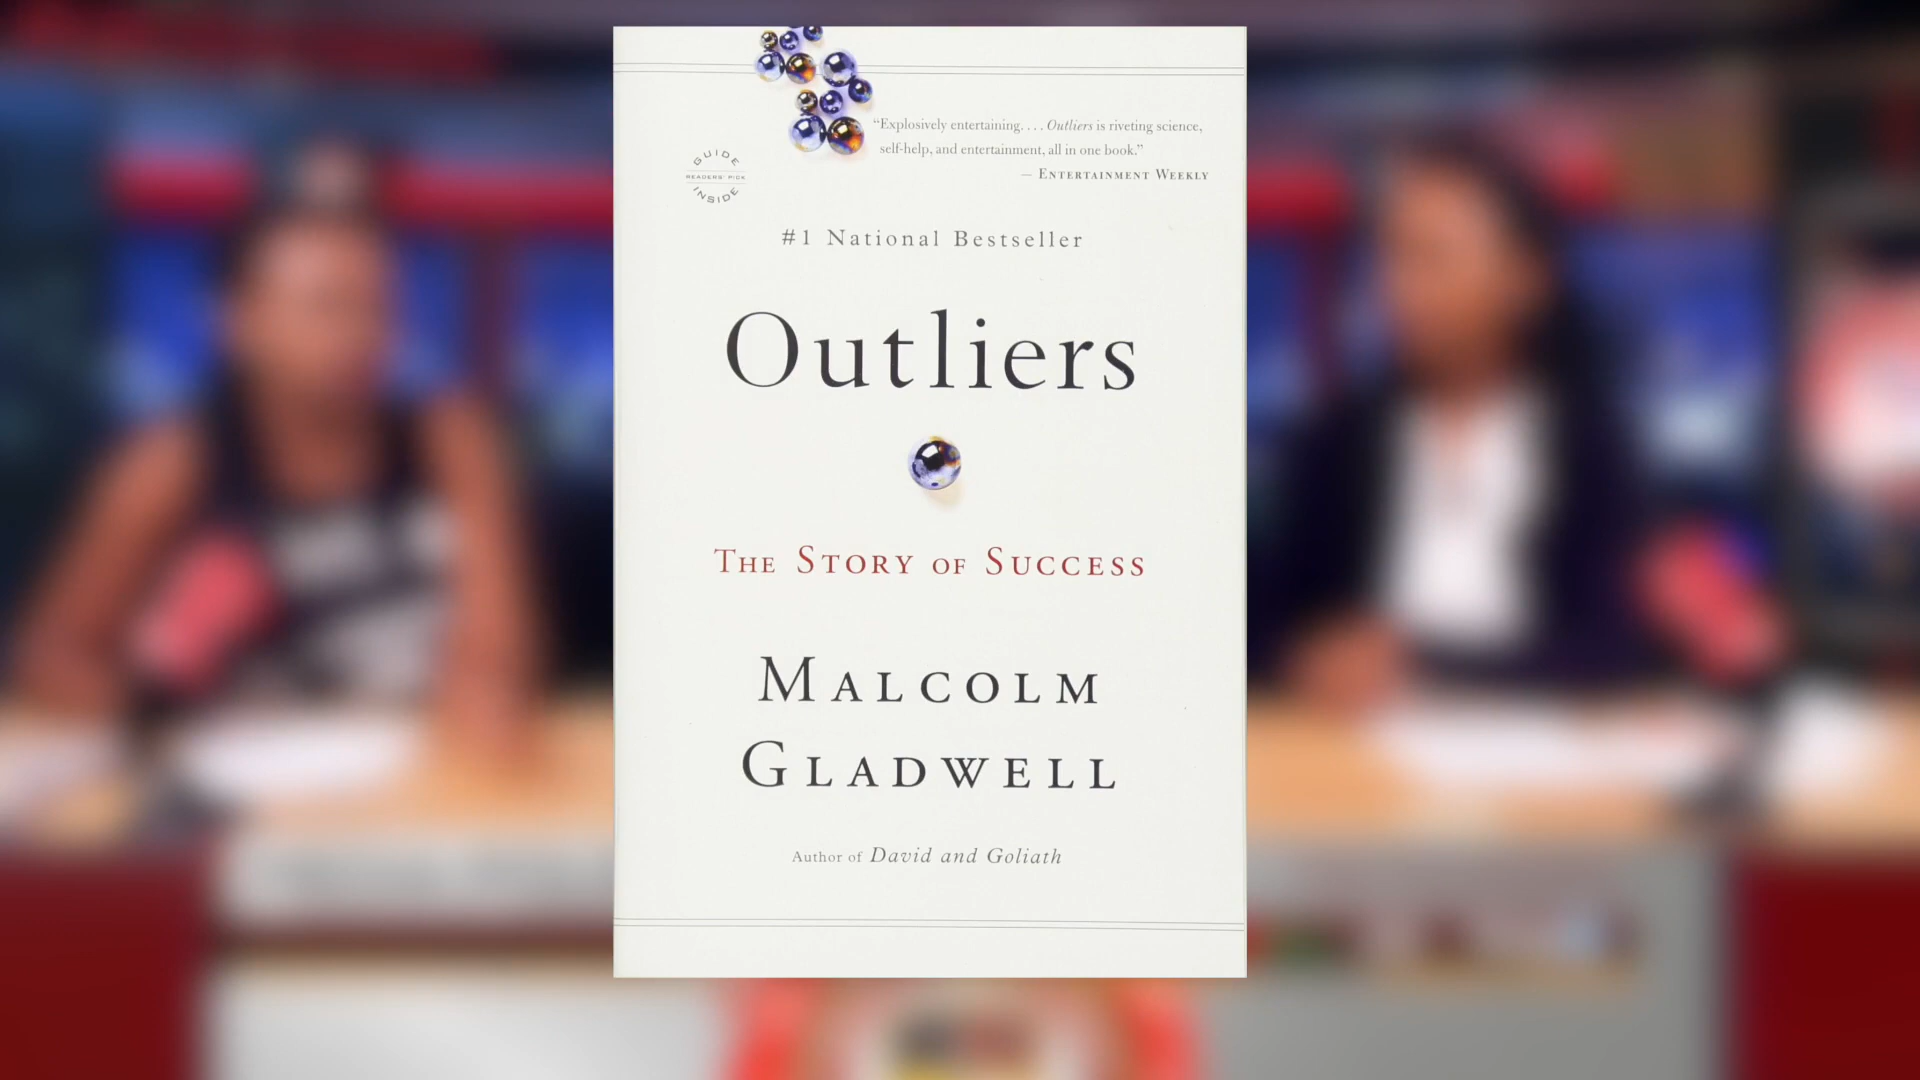 “Explosively entertaining. . . . Outliers is riveting science,
self-help, and entertainment, all in one book.”
— ENTERTAINMENT WEEKLY
GUIDE
READERS' PICK
INSIDE
#1 National Bestseller
Outliers
THE STORY OF SUCCESS
MALCOLM
GLADWELL
Author of David and Goliath